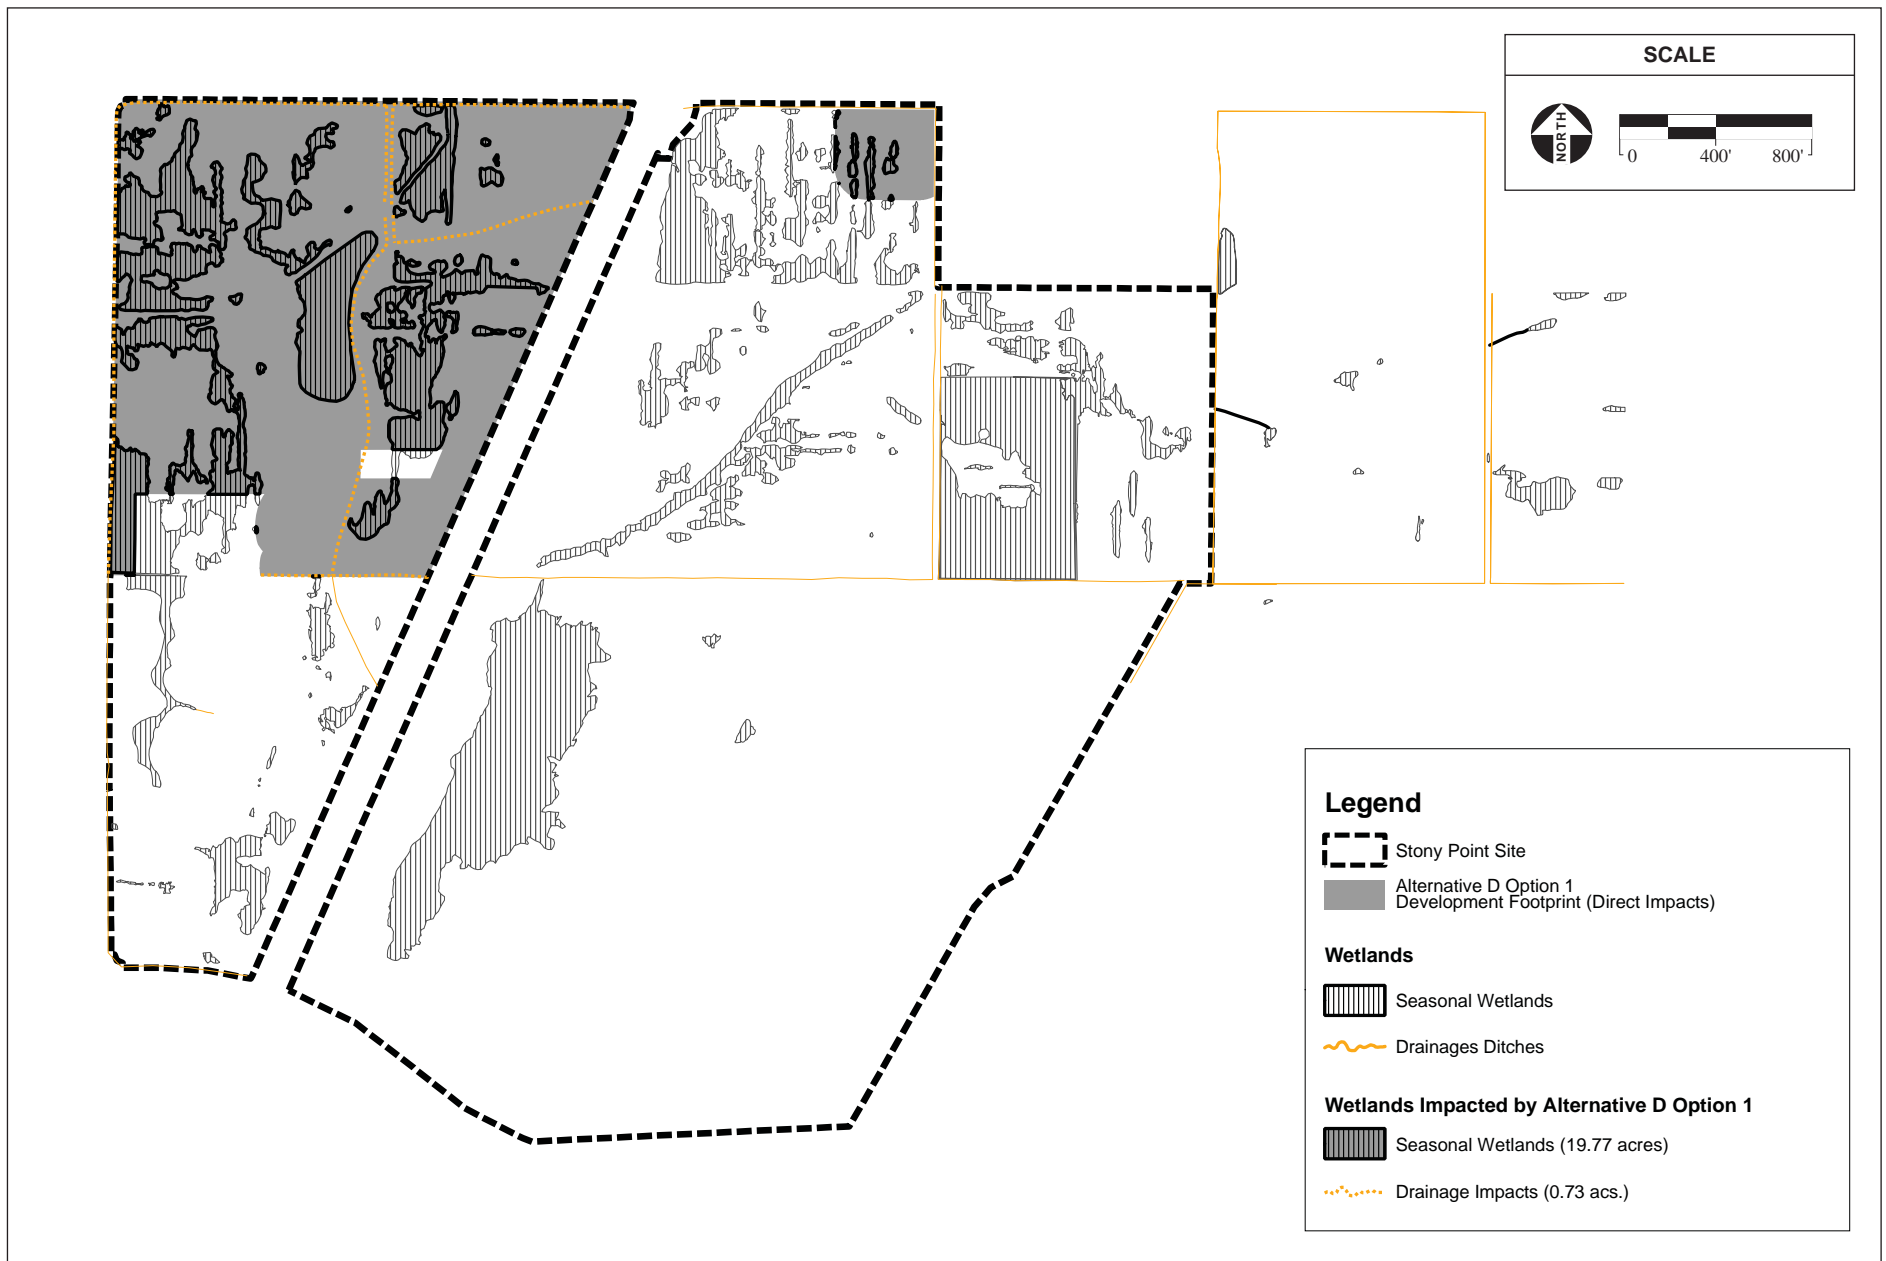 SCALE
NORTH
0 400' 800'
Legend
Stony Point Site
Alternative D Option 1
Development Footprint (Direct Impacts)
Wetlands
Seasonal Wetlands
Drainages Ditches
Wetlands Impacted by Alternative D Option 1
Seasonal Wetlands (19.77 acres)
Drainage Impacts (0.73 acs.)